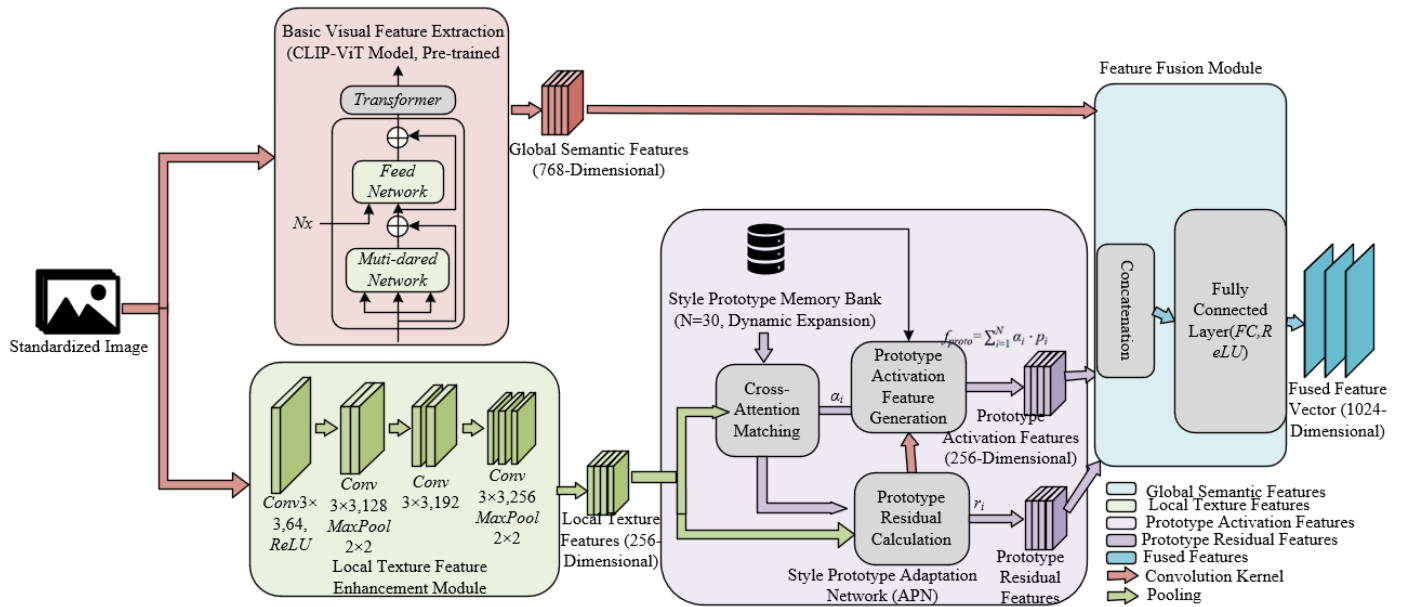 Basic Visual Feature Extraction
(CLIP-ViT Model, Pre-trained
Transformer
Feed
Network
Nx
Muti-dared
Network
Global Semantic Features
(768-Dimensional)
Standardized Image
Conv3×
3,64,
ReLU
Conv
3×3,128
MaxPool
2×2
Conv
3×3,192
Conv
3×3,256
MaxPool
2×2
Local Texture Feature
Enhancement Module
Local Texture
Features (256-
Dimensional)
Style Prototype Memory Bank
(N=30, Dynamic Expansion)
Cross-
Attention
Matching
αᵢ
Prototype
Activation
Feature
Generation
f_proto=∑_{i=1}^{N} αᵢ · pᵢ
Prototype
Activation Features
(256-Dimensional)
Prototype
Residual
Calculation
rᵢ
Prototype
Residual
Features
Style Prototype Adaptation
Network (APN)
Feature Fusion Module
Concatenation
Fully
Connected
Layer(FC,R
eLU)
Fused Feature
Vector (1024-
Dimensional)
Global Semantic Features
Local Texture Features
Prototype Activation Features
Prototype Residual Features
Fused Features
Convolution Kernel
Pooling